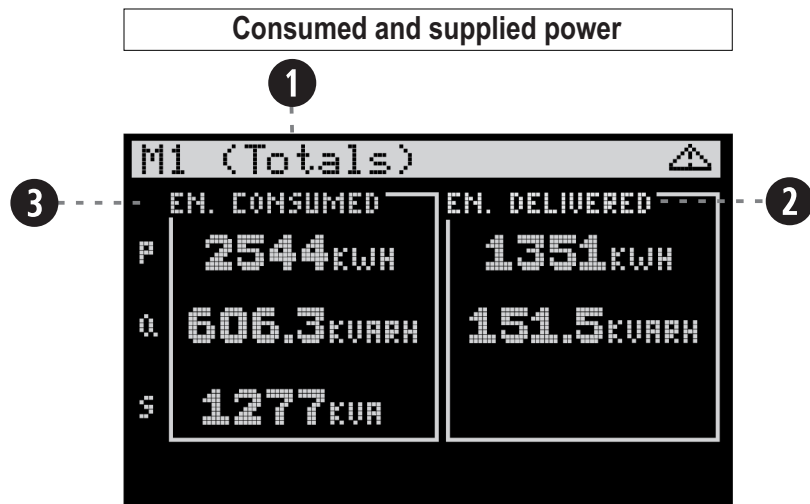 Consumed and supplied power
1
M1 (Totals)
3
EN. CONSUMED EN. DELIVERED
2
P 2544KWH 1351KWH
Q 606.3KVARH 151.5KVARH
S 1277KVA